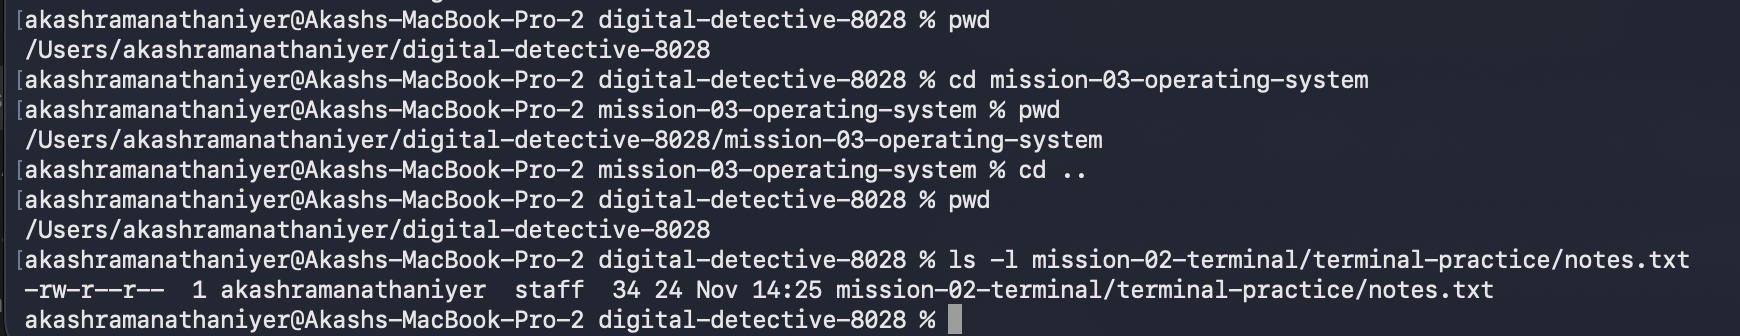 [akashramanathaniyer@Akashs-MacBook-Pro-2 digital-detective-8028 % pwd
/Users/akashramanathaniyer/digital-detective-8028
[akashramanathaniyer@Akashs-MacBook-Pro-2 digital-detective-8028 % cd mission-03-operating-system
[akashramanathaniyer@Akashs-MacBook-Pro-2 mission-03-operating-system % pwd
/Users/akashramanathaniyer/digital-detective-8028/mission-03-operating-system
[akashramanathaniyer@Akashs-MacBook-Pro-2 mission-03-operating-system % cd ..
[akashramanathaniyer@Akashs-MacBook-Pro-2 digital-detective-8028 % pwd
/Users/akashramanathaniyer/digital-detective-8028
[akashramanathaniyer@Akashs-MacBook-Pro-2 digital-detective-8028 % ls -l mission-02-terminal/terminal-practice/notes.txt
-rw-r--r--  1 akashramanathaniyer  staff  34 24 Nov 14:25 mission-02-terminal/terminal-practice/notes.txt
akashramanathaniyer@Akashs-MacBook-Pro-2 digital-detective-8028 %